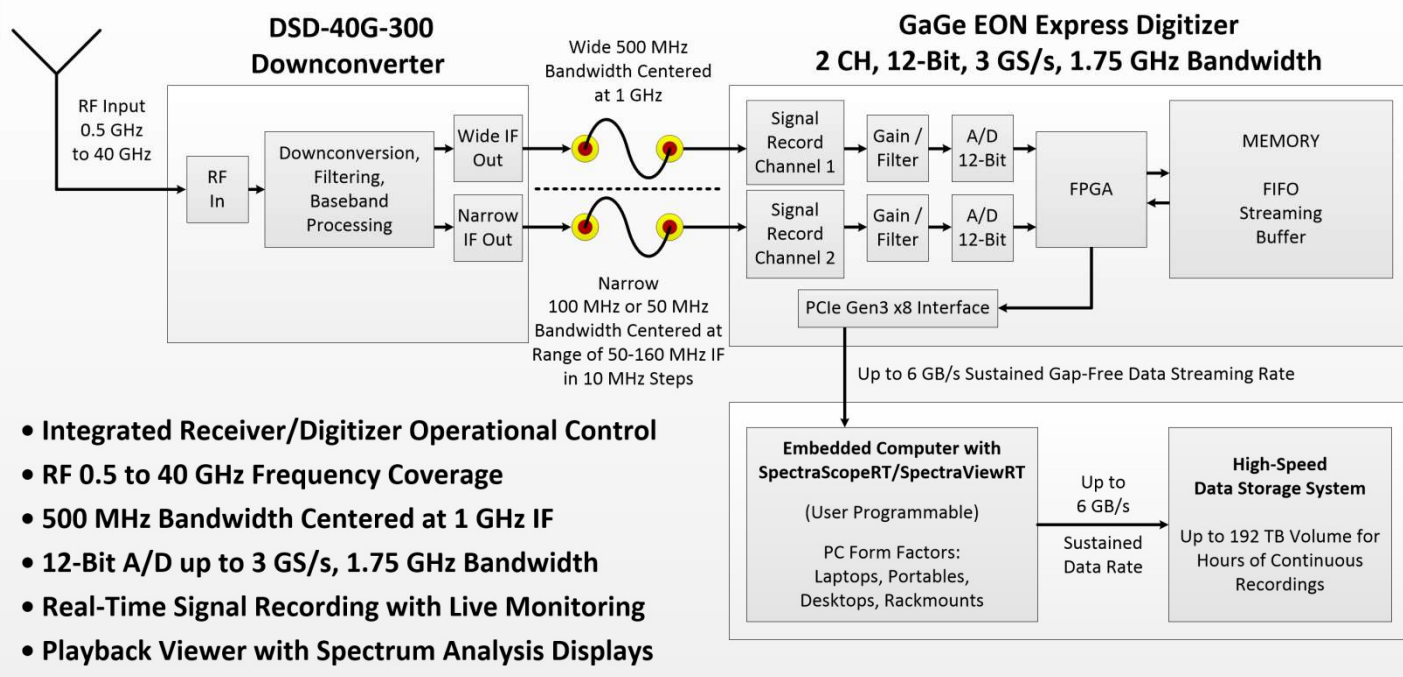 DSD-40G-300
Downconverter
Wide 500 MHz
Bandwidth Centered
at 1 GHz
GaGe EON Express Digitizer
2 CH, 12-Bit, 3 GS/s, 1.75 GHz Bandwidth
RF Input
0.5 GHz
to 40 GHz
RF
In
Downconversion,
Filtering,
Baseband
Processing
Wide IF
Out
Narrow
IF Out
Narrow
100 MHz or 50 MHz
Bandwidth Centered at
Range of 50-160 MHz IF
in 10 MHz Steps
Signal
Record
Channel 1
Gain /
Filter
A/D
12-Bit
Signal
Record
Channel 2
Gain /
Filter
A/D
12-Bit
FPGA
MEMORY
FIFO
Streaming
Buffer
PCIe Gen3 x8 Interface
Up to 6 GB/s Sustained Gap-Free Data Streaming Rate
Embedded Computer with
SpectraScopeRT/SpectraViewRT
(User Programmable)
PC Form Factors:
Laptops, Portables,
Desktops, Rackmounts
Up to
6 GB/s
Sustained
Data Rate
High-Speed
Data Storage System
Up to 192 TB Volume for
Hours of Continuous
Recordings
• Integrated Receiver/Digitizer Operational Control
• RF 0.5 to 40 GHz Frequency Coverage
• 500 MHz Bandwidth Centered at 1 GHz IF
• 12-Bit A/D up to 3 GS/s, 1.75 GHz Bandwidth
• Real-Time Signal Recording with Live Monitoring
• Playback Viewer with Spectrum Analysis Displays